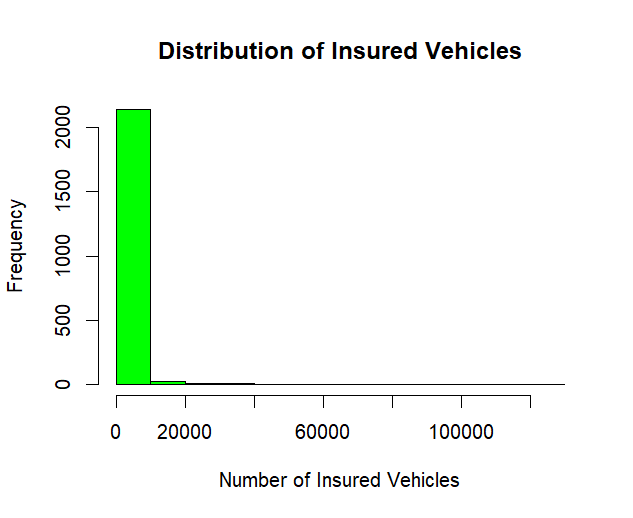 Distribution of Insured Vehicles
Frequency
2000
1500
1000
500
0
0 20000 60000 100000
Number of Insured Vehicles